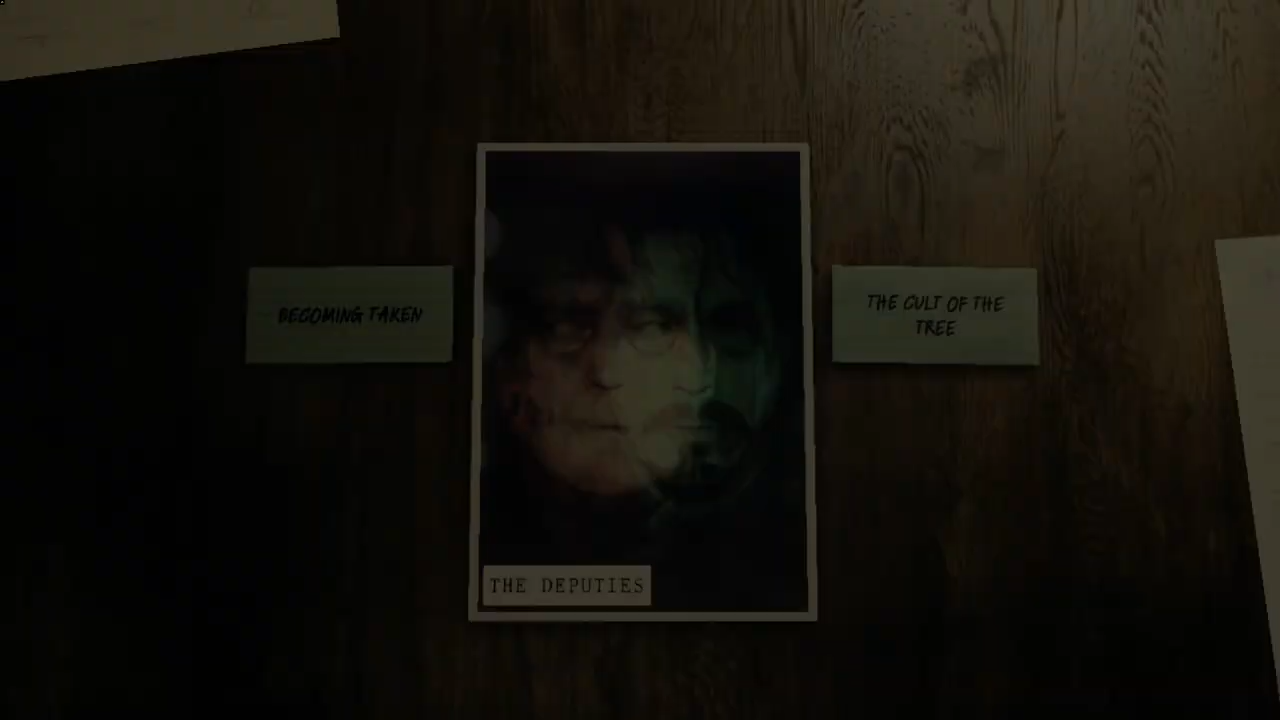 BECOMING TAKEN
THE CULT OF THE
TREE
THE DEPUTIES